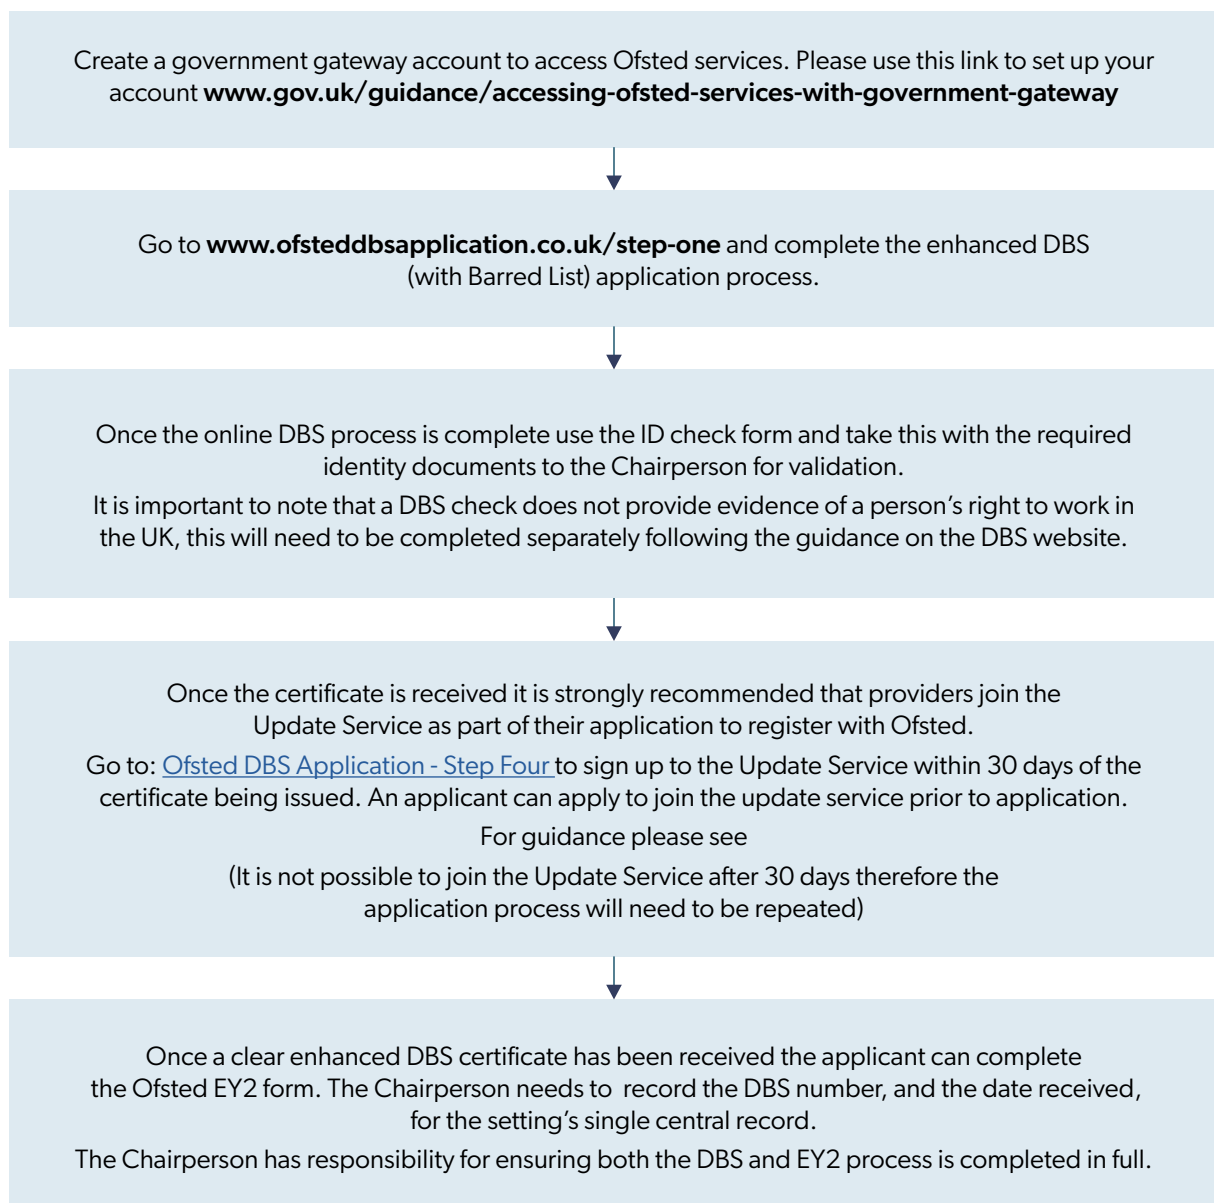 Create a government gateway account to access Ofsted services. Please use this link to set up your
account www.gov.uk/guidance/accessing-ofsted-services-with-government-gateway
Go to www.ofsteddbsapplication.co.uk/step-one and complete the enhanced DBS
(with Barred List) application process.
Once the online DBS process is complete use the ID check form and take this with the required
identity documents to the Chairperson for validation.
It is important to note that a DBS check does not provide evidence of a person’s right to work in
the UK, this will need to be completed separately following the guidance on the DBS website.
Once the certificate is received it is strongly recommended that providers join the
Update Service as part of their application to register with Ofsted.
Go to: Ofsted DBS Application - Step Four to sign up to the Update Service within 30 days of the
certificate being issued. An applicant can apply to join the update service prior to application.
For guidance please see
(It is not possible to join the Update Service after 30 days therefore the
application process will need to be repeated)
Once a clear enhanced DBS certificate has been received the applicant can complete
the Ofsted EY2 form. The Chairperson needs to  record the DBS number, and the date received,
for the setting’s single central record.
The Chairperson has responsibility for ensuring both the DBS and EY2 process is completed in full.